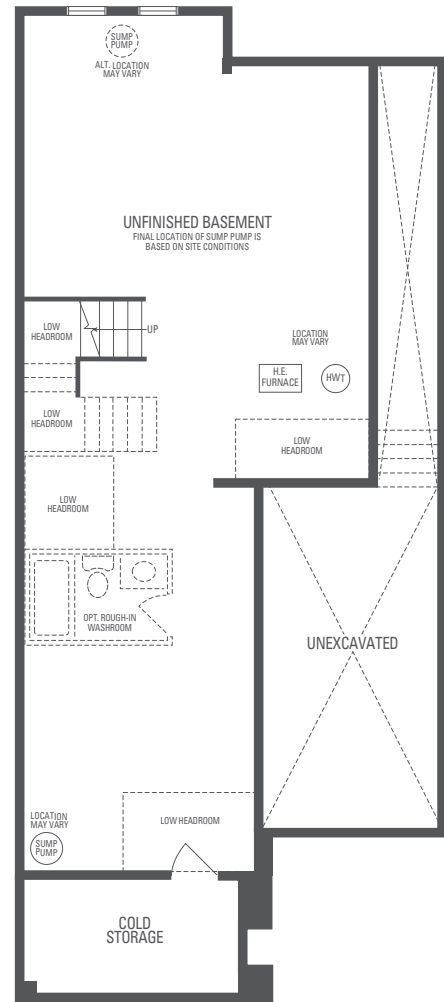 SUMP
PUMP
ALT. LOCATION
MAY VARY
UNFINISHED BASEMENT
FINAL LOCATION OF SUMP PUMP IS
BASED ON SITE CONDITIONS
LOW
HEADROOM
UP
LOCATION
MAY VARY
H.E.
FURNACE
HWT
LOW
HEADROOM
LOW
HEADROOM
LOW
HEADROOM
OPT. ROUGH-IN
WASHROOM
UNEXCAVATED
LOCATION
MAY VARY
SUMP
PUMP
LOW HEADROOM
COLD
STORAGE